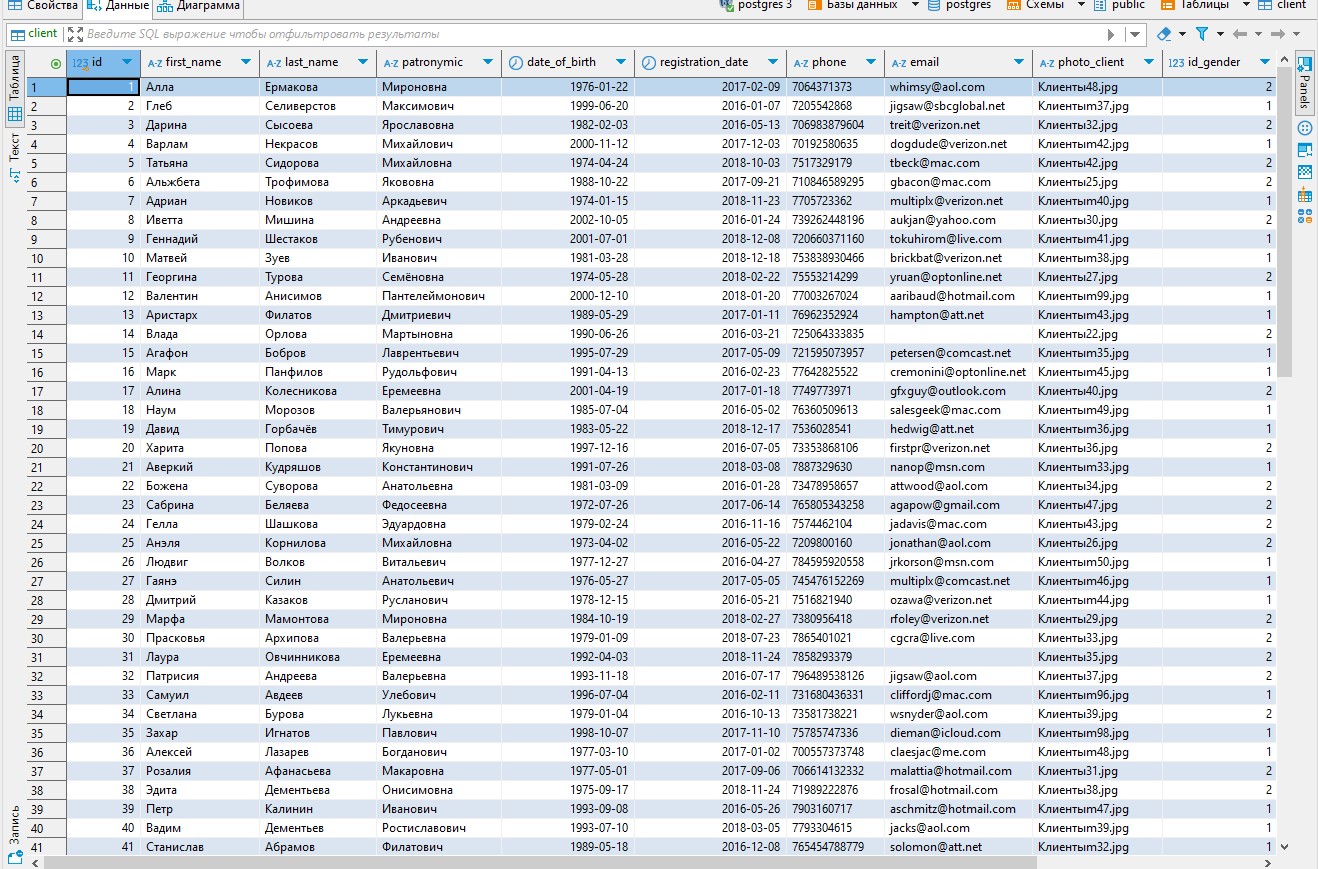 Свойства Данные Диаграмма postgres 3 Базы данных postgres Схемы public Таблицы client
client Введите SQL выражение чтобы отфильтровать результаты
Таблица
Текст
Запись
Panels
123 id A-Z first_name A-Z last_name A-Z patronymic date_of_birth registration_date A-Z phone A-Z email A-Z photo_client 123 id_gender
1 1 Алла Ермакова Мироновна 1976-01-22 2017-02-09 7064371373 whimsy@aol.com Клиенты48.jpg 2
2 2 Глеб Селиверстов Максимович 1999-06-20 2016-01-07 7205542868 jigsaw@sbcglobal.net Клиентыm37.jpg 1
3 3 Дарина Сысоева Ярославовна 1982-02-03 2016-05-13 706983879604 treit@verizon.net Клиенты32.jpg 2
4 4 Варлам Некрасов Михайлович 2000-11-12 2017-12-03 70192580635 dogdude@verizon.net Клиентыm42.jpg 1
5 5 Татьяна Сидорова Михайловна 1974-04-24 2018-10-03 7517329179 tbeck@mac.com Клиенты42.jpg 2
6 6 Альжбета Трофимова Якововна 1988-10-22 2017-09-21 710846589295 gbacon@mac.com Клиенты25.jpg 2
7 7 Адриан Новиков Аркадьевич 1974-01-15 2018-11-23 7705723362 multiplx@verizon.net Клиентыm40.jpg 1
8 8 Иветта Мишина Андреевна 2002-10-05 2016-01-24 739262448196 aukjan@yahoo.com Клиенты30.jpg 2
9 9 Геннадий Шестаков Рубенович 2001-07-01 2018-12-08 720660371160 tokuhirom@live.com Клиентыm41.jpg 1
10 10 Матвей Зуев Иванович 1981-03-28 2018-12-18 753838930466 brickbat@verizon.net Клиентыm38.jpg 1
11 11 Георгина Турова Семёновна 1974-05-28 2018-02-22 75553214299 yruan@optonline.net Клиенты27.jpg 2
12 12 Валентин Анисимов Пантелеймонович 2000-12-10 2018-01-20 77003267024 aaribaud@hotmail.com Клиентыm99.jpg 1
13 13 Аристарх Филатов Дмитриевич 1989-05-29 2017-01-11 76962352924 hampton@att.net Клиентыm43.jpg 1
14 14 Влада Орлова Мартыновна 1990-06-26 2016-03-21 725064333835 Клиенты22.jpg 2
15 15 Агафон Бобров Лаврентьевич 1995-07-29 2017-05-09 721595073957 petersen@comcast.net Клиентыm35.jpg 1
16 16 Марк Панфилов Рудольфович 1991-04-13 2016-02-23 77642825522 cremonini@optonline.net Клиентыm45.jpg 1
17 17 Алина Колесникова Еремеевна 2001-04-19 2017-01-18 7749773971 gfxguy@outlook.com Клиенты40.jpg 2
18 18 Наум Морозов Валерьянович 1985-07-04 2016-05-02 76360509613 salesgeek@mac.com Клиентыm49.jpg 1
19 19 Давид Горбачёв Тимурович 1983-05-22 2018-12-17 7536028541 hedwig@att.net Клиентыm36.jpg 1
20 20 Харита Попова Якуновна 1997-12-16 2016-07-05 73353868106 firstpr@verizon.net Клиенты36.jpg 2
21 21 Аверкий Кудряшов Константинович 1991-07-26 2018-03-08 7887329630 nanop@msn.com Клиентыm33.jpg 1
22 22 Божена Суворова Анатольевна 1981-03-09 2016-01-28 73478958657 attwood@aol.com Клиенты34.jpg 2
23 23 Сабрина Беляева Федосеевна 1972-07-26 2017-06-14 765805343258 agapow@gmail.com Клиенты47.jpg 2
24 24 Гелла Шашкова Эдуардовна 1979-02-24 2016-11-16 7574462104 jadavis@mac.com Клиенты43.jpg 2
25 25 Анэля Корнилова Михайловна 1973-04-02 2016-05-22 7209800160 jonathan@aol.com Клиенты26.jpg 2
26 26 Людвиг Волков Витальевич 1977-12-27 2016-04-27 784595920558 jrkorson@msn.com Клиентыm50.jpg 1
27 27 Гаянэ Силин Анатольевич 1976-05-27 2017-05-05 745476152269 multiplx@comcast.net Клиентыm46.jpg 1
28 28 Дмитрий Казаков Русланович 1978-12-15 2016-05-21 7516821940 ozawa@verizon.net Клиентыm44.jpg 1
29 29 Марфа Мамонтова Мироновна 1984-10-19 2018-02-27 7380956418 rfoley@verizon.net Клиенты29.jpg 2
30 30 Прасковья Архипова Валерьевна 1979-01-09 2018-07-23 7865401021 cgcra@live.com Клиенты33.jpg 2
31 31 Лаура Овчинникова Еремеевна 1992-04-03 2018-11-24 7858293379 Клиенты35.jpg 2
32 32 Патрисия Андреева Валерьевна 1993-11-18 2016-07-17 796489538126 jigsaw@aol.com Клиенты37.jpg 2
33 33 Самуил Авдеев Улебович 1996-07-04 2016-02-11 731680436331 cliffordj@mac.com Клиентыm96.jpg 1
34 34 Светлана Бурова Лукьевна 1979-01-04 2016-10-13 73581738221 wsnyder@aol.com Клиенты39.jpg 2
35 35 Захар Игнатов Павлович 1998-10-07 2017-11-10 75785747336 dieman@icloud.com Клиентыm98.jpg 1
36 36 Алексей Лазарев Богданович 1977-03-10 2017-01-02 700557373748 claesjac@me.com Клиентыm48.jpg 1
37 37 Розалия Афанасьева Макаровна 1977-05-01 2017-09-06 706614132332 malattia@hotmail.com Клиенты31.jpg 2
38 38 Эдита Дементьева Онисимовна 1975-09-17 2018-11-24 71989222876 frosal@hotmail.com Клиенты38.jpg 2
39 39 Петр Калинин Иванович 1993-09-08 2016-05-26 7903160717 aschmitz@hotmail.com Клиентыm47.jpg 1
40 40 Вадим Дементьев Ростиславович 1993-07-10 2018-03-05 7793304615 jacks@aol.com Клиентыm39.jpg 1
41 41 Станислав Абрамов Филатович 1989-05-18 2016-12-08 765454788779 solomon@att.net Клиентыm32.jpg 1